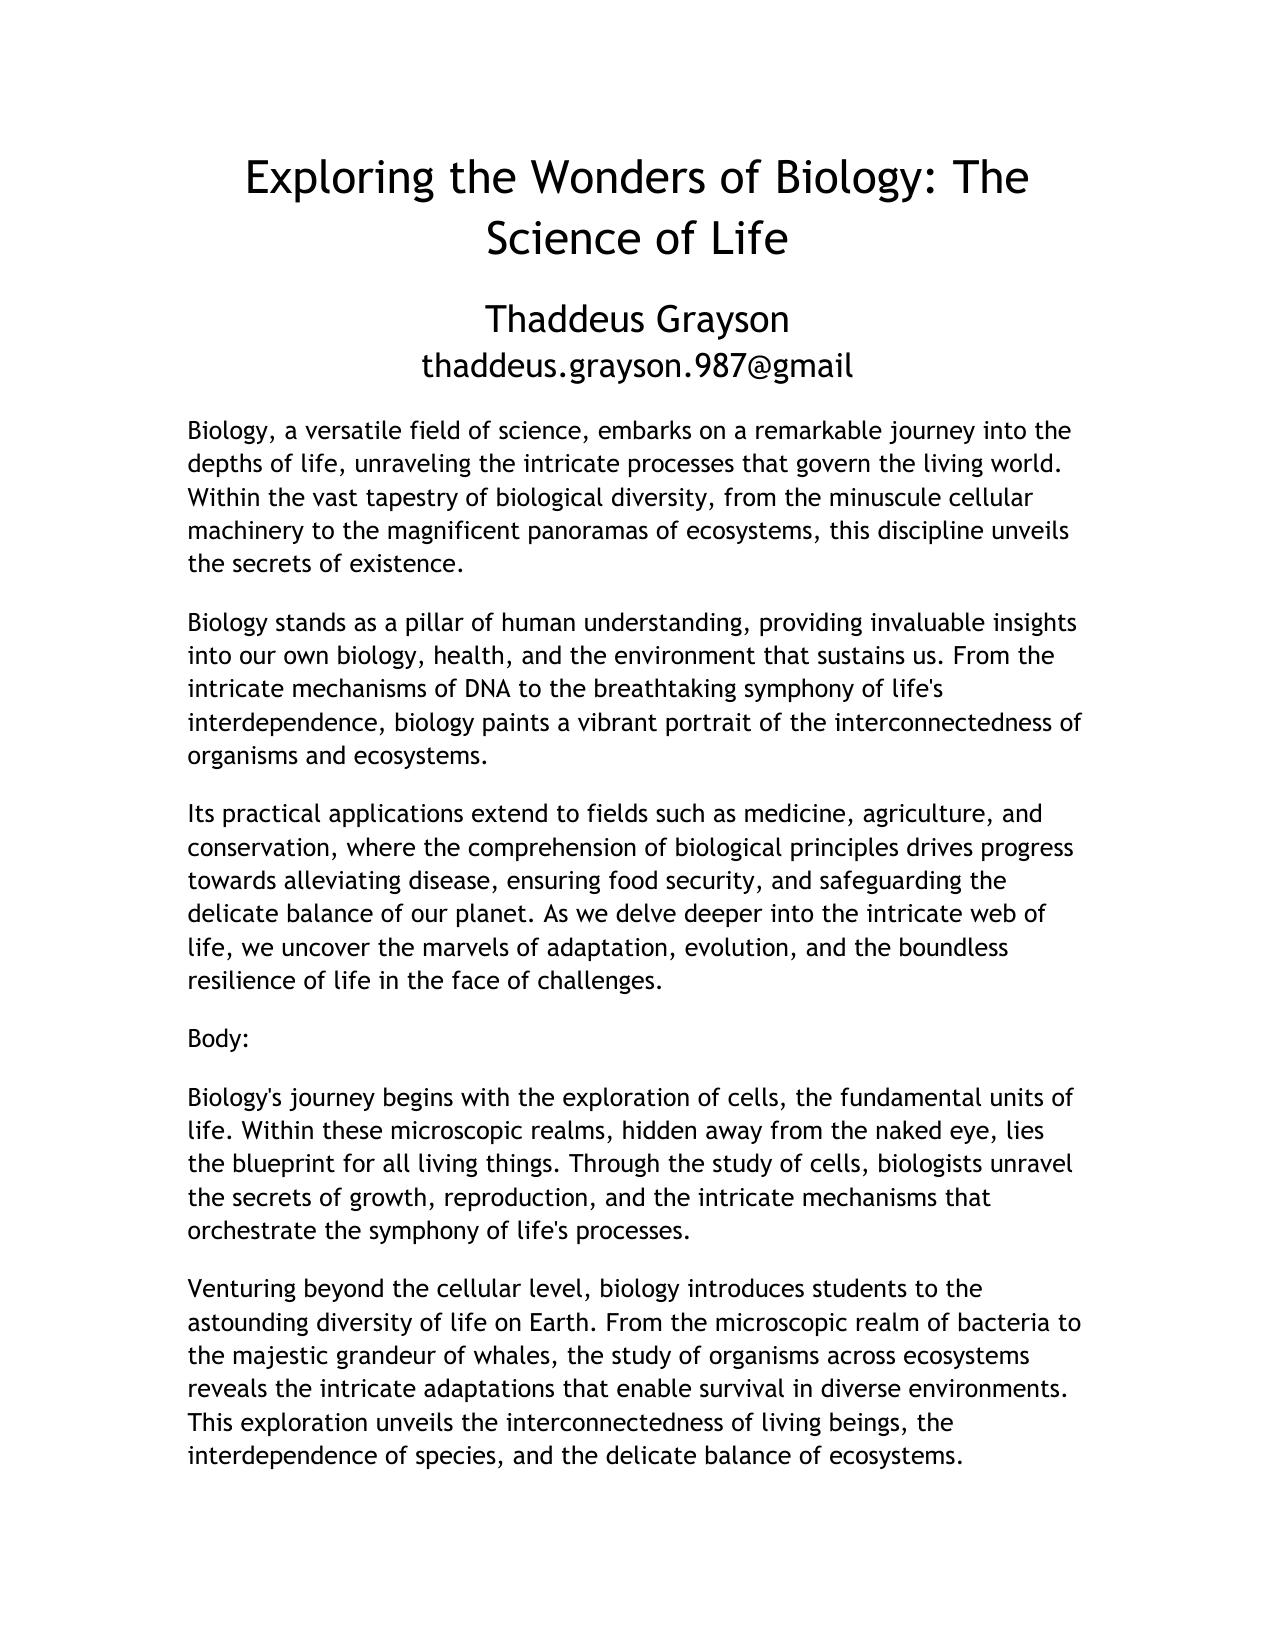 Exploring the Wonders of Biology: The
Science of Life
Thaddeus Grayson
thaddeus.grayson.987@gmail
Biology, a versatile field of science, embarks on a remarkable journey into the
depths of life, unraveling the intricate processes that govern the living world.
Within the vast tapestry of biological diversity, from the minuscule cellular
machinery to the magnificent panoramas of ecosystems, this discipline unveils
the secrets of existence.
Biology stands as a pillar of human understanding, providing invaluable insights
into our own biology, health, and the environment that sustains us. From the
intricate mechanisms of DNA to the breathtaking symphony of life's
interdependence, biology paints a vibrant portrait of the interconnectedness of
organisms and ecosystems.
Its practical applications extend to fields such as medicine, agriculture, and
conservation, where the comprehension of biological principles drives progress
towards alleviating disease, ensuring food security, and safeguarding the
delicate balance of our planet. As we delve deeper into the intricate web of
life, we uncover the marvels of adaptation, evolution, and the boundless
resilience of life in the face of challenges.
Body:
Biology's journey begins with the exploration of cells, the fundamental units of
life. Within these microscopic realms, hidden away from the naked eye, lies
the blueprint for all living things. Through the study of cells, biologists unravel
the secrets of growth, reproduction, and the intricate mechanisms that
orchestrate the symphony of life's processes.
Venturing beyond the cellular level, biology introduces students to the
astounding diversity of life on Earth. From the microscopic realm of bacteria to
the majestic grandeur of whales, the study of organisms across ecosystems
reveals the intricate adaptations that enable survival in diverse environments.
This exploration unveils the interconnectedness of living beings, the
interdependence of species, and the delicate balance of ecosystems.